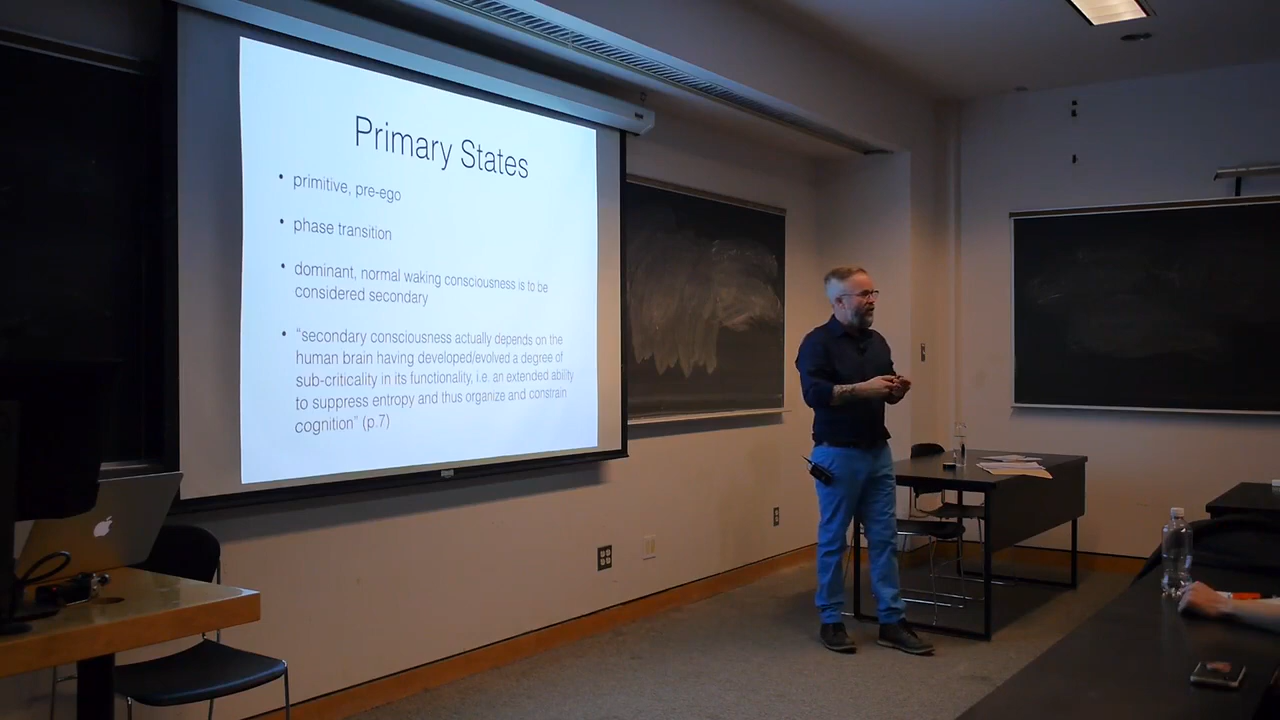 Primary States
• primitive, pre-ego
• phase transition
• dominant, normal waking consciousness is to be
considered secondary
• “secondary consciousness actually depends on the
human brain having developed/evolved a degree of
sub-criticality in its functionality, i.e. an extended ability
to suppress entropy and thus organize and constrain
cognition” (p.7)